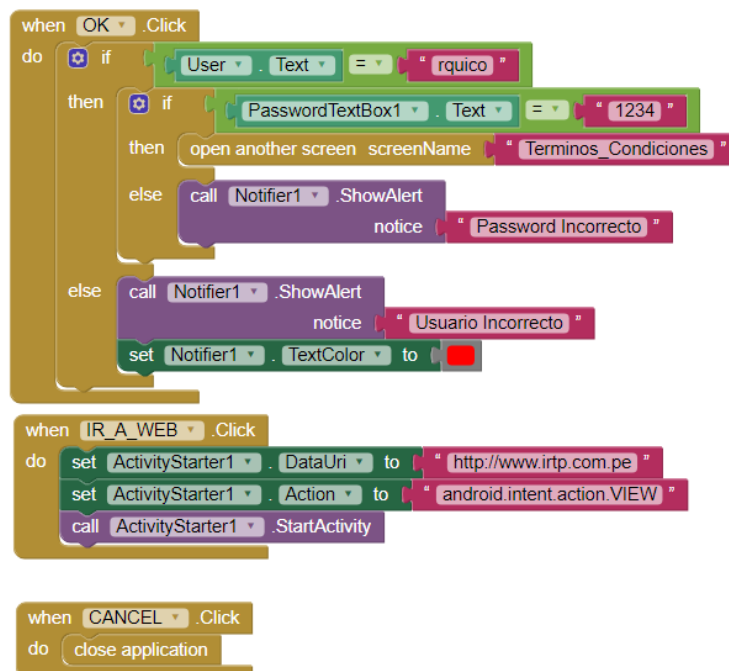 when OK .Click
do if User . Text = " rquico "
then if PasswordTextBox1 . Text = " 1234 "
then open another screen screenName " Terminos_Condiciones "
else call Notifier1 .ShowAlert
notice " Password Incorrecto "
else call Notifier1 .ShowAlert
notice " Usuario Incorrecto "
set Notifier1 . TextColor to
when IR_A_WEB .Click
do set ActivityStarter1 . DataUri to " http://www.irtp.com.pe "
set ActivityStarter1 . Action to " android.intent.action.VIEW "
call ActivityStarter1 .StartActivity
when CANCEL .Click
do close application